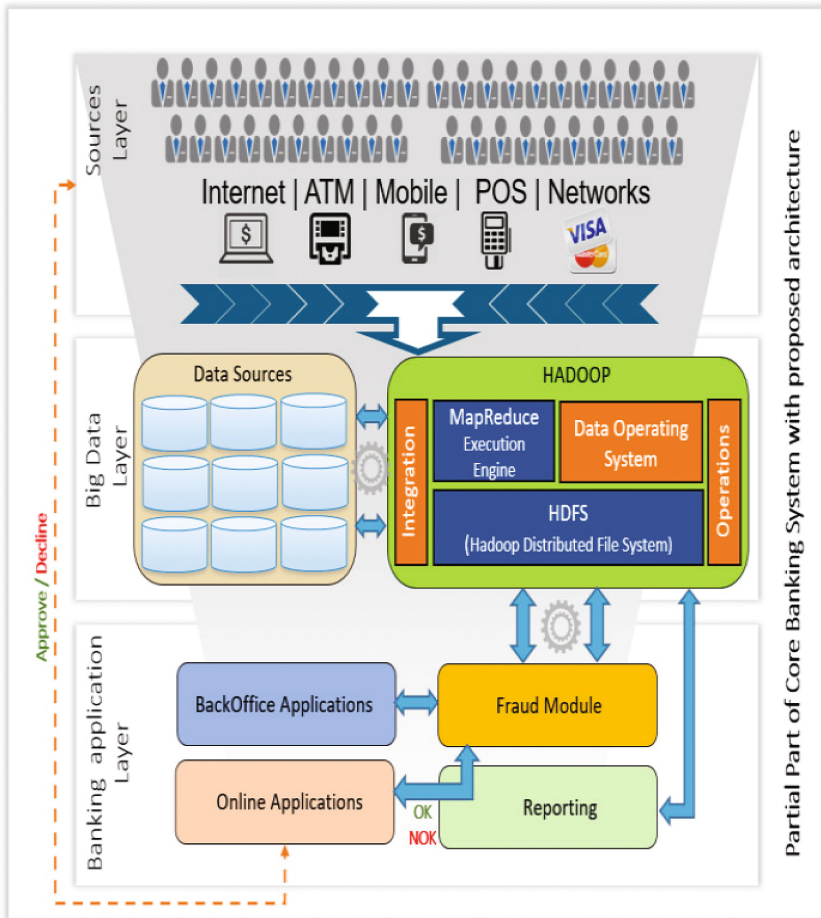 Sources
Layer
Internet | ATM | Mobile | POS | Networks
$
$
VISA
MasterCard
Big Data
Layer
Data Sources
HADOOP
Integration
MapReduce
Execution
Engine
Data Operating
System
Operations
HDFS
(Hadoop Distributed File System)
Approve / Decline
Banking application
Layer
BackOffice Applications
Fraud Module
Online Applications
OK
NOK
Reporting
Partial Part of Core Banking System with proposed architecture